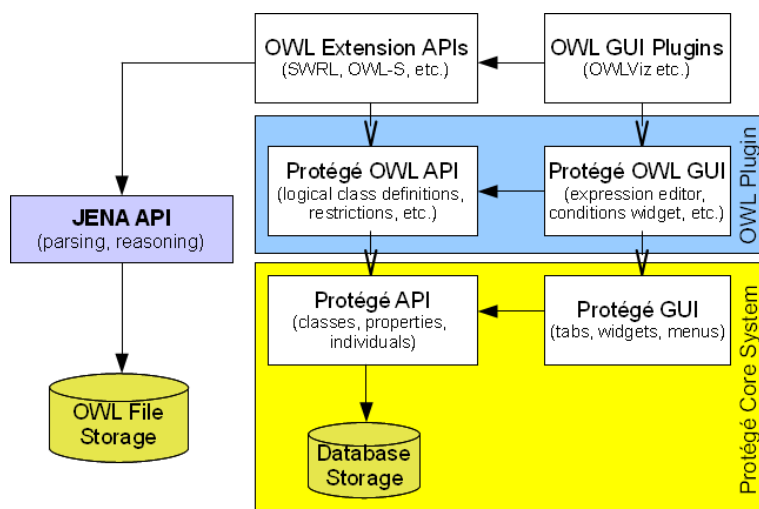 OWL Extension APIs
(SWRL, OWL-S, etc.)
OWL GUI Plugins
(OWLViz etc.)
OWL Plugin
Protégé OWL API
(logical class definitions,
restrictions, etc.)
Protégé OWL GUI
(expression editor,
conditions widget, etc.)
JENA API
(parsing, reasoning)
Protégé Core System
Protégé API
(classes, properties,
individuals)
Protégé GUI
(tabs, widgets, menus)
OWL File
Storage
Database
Storage